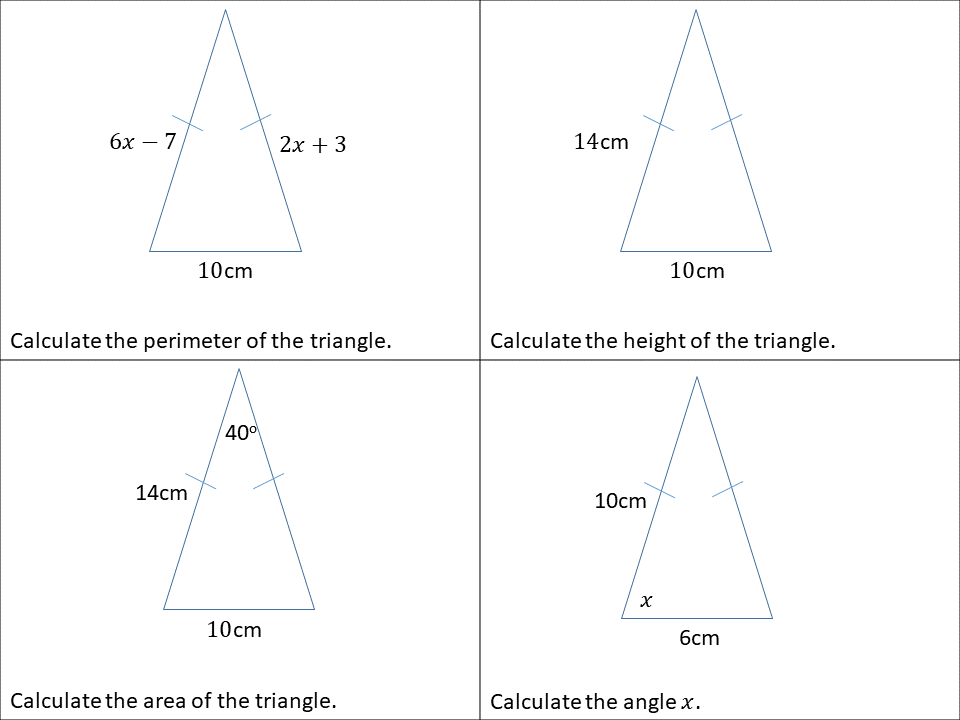 6x − 7
2x + 3
10cm
Calculate the perimeter of the triangle.
14cm
10cm
Calculate the height of the triangle.
40°
14cm
10cm
Calculate the area of the triangle.
10cm
x
6cm
Calculate the angle x.